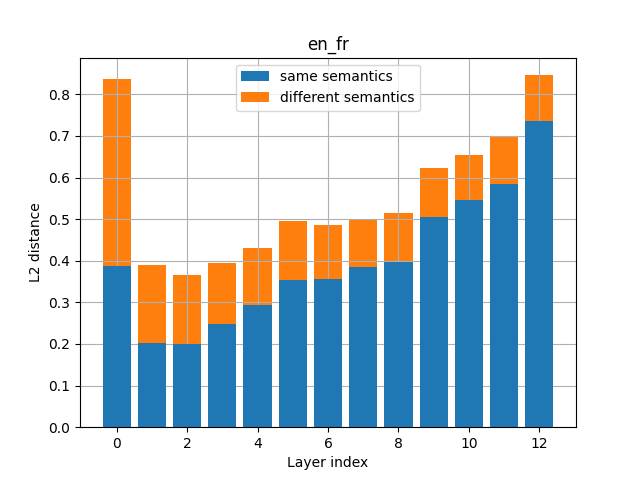 en_fr
same semantics
different semantics
L2 distance
0.8
0.7
0.6
0.5
0.4
0.3
0.2
0.1
0.0
0 2 4 6 8 10 12
Layer index